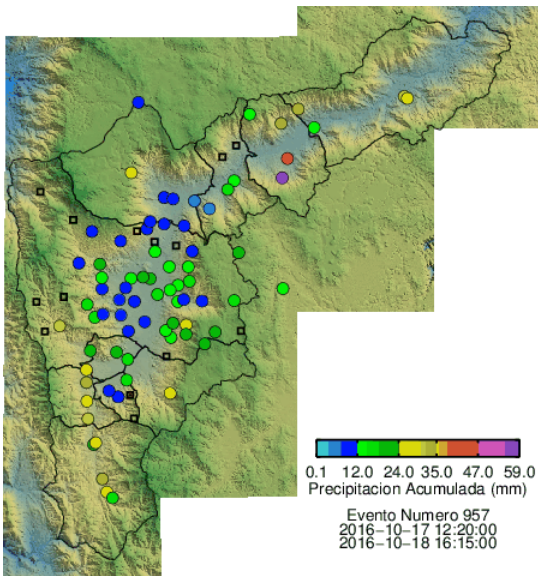 0.1 12.0 24.0 35.0 47.0 59.0
Precipitacion Acumulada (mm)
Evento Numero 957
2016-10-17 12:20:00
2016-10-18 16:15:00